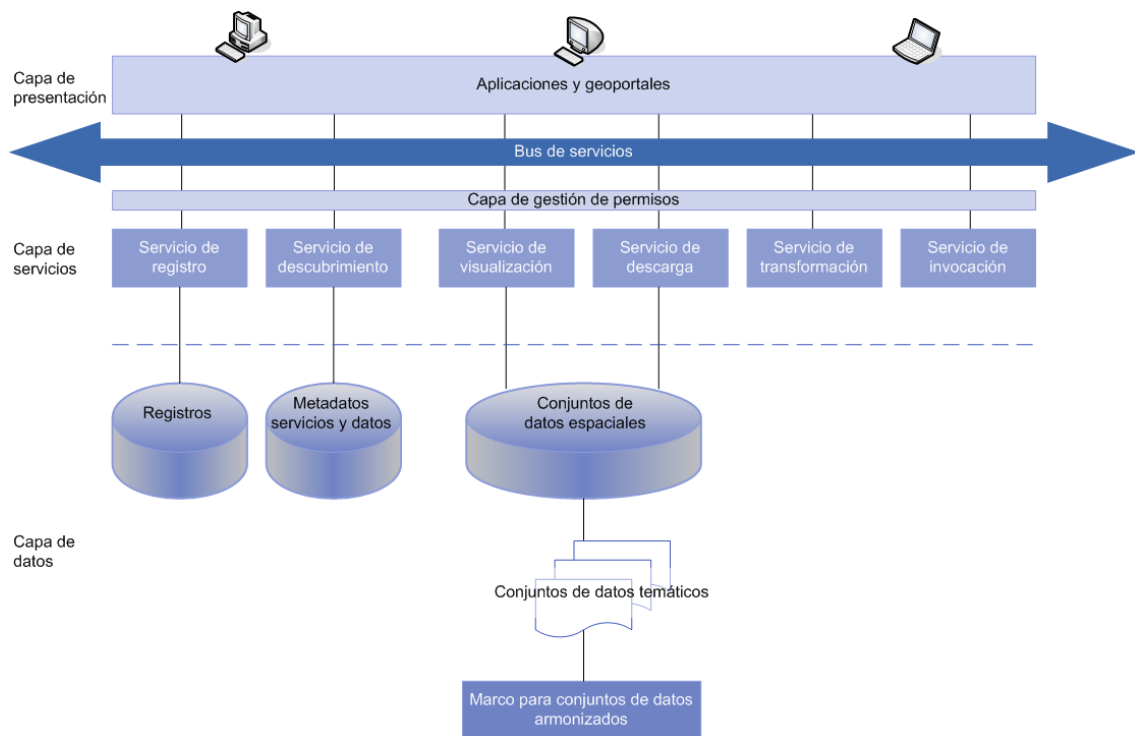 Capa de
presentación
Aplicaciones y geoportales
Bus de servicios
Capa de gestión de permisos
Capa de
servicios
Servicio de
registro
Servicio de
descubrimiento
Servicio de
visualización
Servicio de
descarga
Servicio de
transformación
Servicio de
invocación
Registros
Metadatos
servicios y datos
Conjuntos de
datos espaciales
Capa de
datos
Conjuntos de datos temáticos
Marco para conjuntos de datos
armonizados